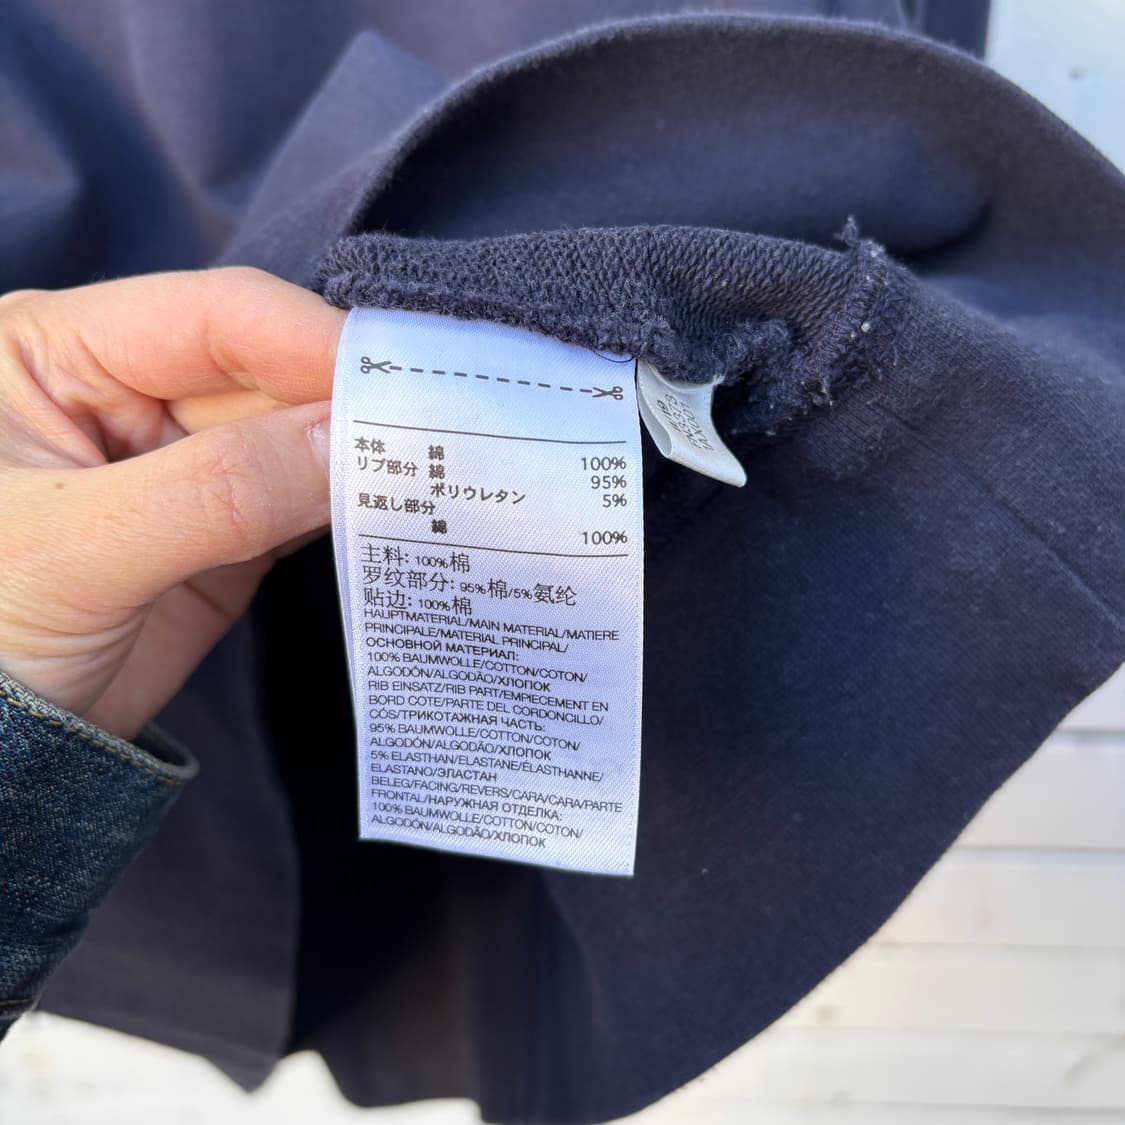 本体 綿 100%
リブ部分 綿 95%
ポリウレタン 5%
見返し部分
綿 100%
主料: 100%棉
罗纹部分: 95%棉/5%氨纶
贴边: 100%棉
HAUPTMATERIAL/MAIN MATERIAL/MATIERE
PRINCIPALE/MATERIAL PRINCIPAL/
ОСНОВНОЙ МАТЕРИАЛ:
100% BAUMWOLLE/COTTON/COTON/
ALGODÓN/ALGODÃO/ХЛОПОК
RIB EINSATZ/RIB PART/EMPIECEMENT EN
BORD COTE/PARTE DEL CORDONCILLO/
CÓS/ТРИКОТАЖНАЯ ЧАСТЬ:
95% BAUMWOLLE/COTTON/COTON/
ALGODÓN/ALGODÃO/ХЛОПОК
5% ELASTHAN/ELASTANE/ÉLASTHANNE/
ELASTANO/ЭЛАСТАН
BELEG/FACING/REVERS/CARA/CARA/PARTE
FRONTAL/НАРУЖНАЯ ОТДЕЛКА:
100% BAUMWOLLE/COTTON/COTON/
ALGODÓN/ALGODÃO/ХЛОПОК